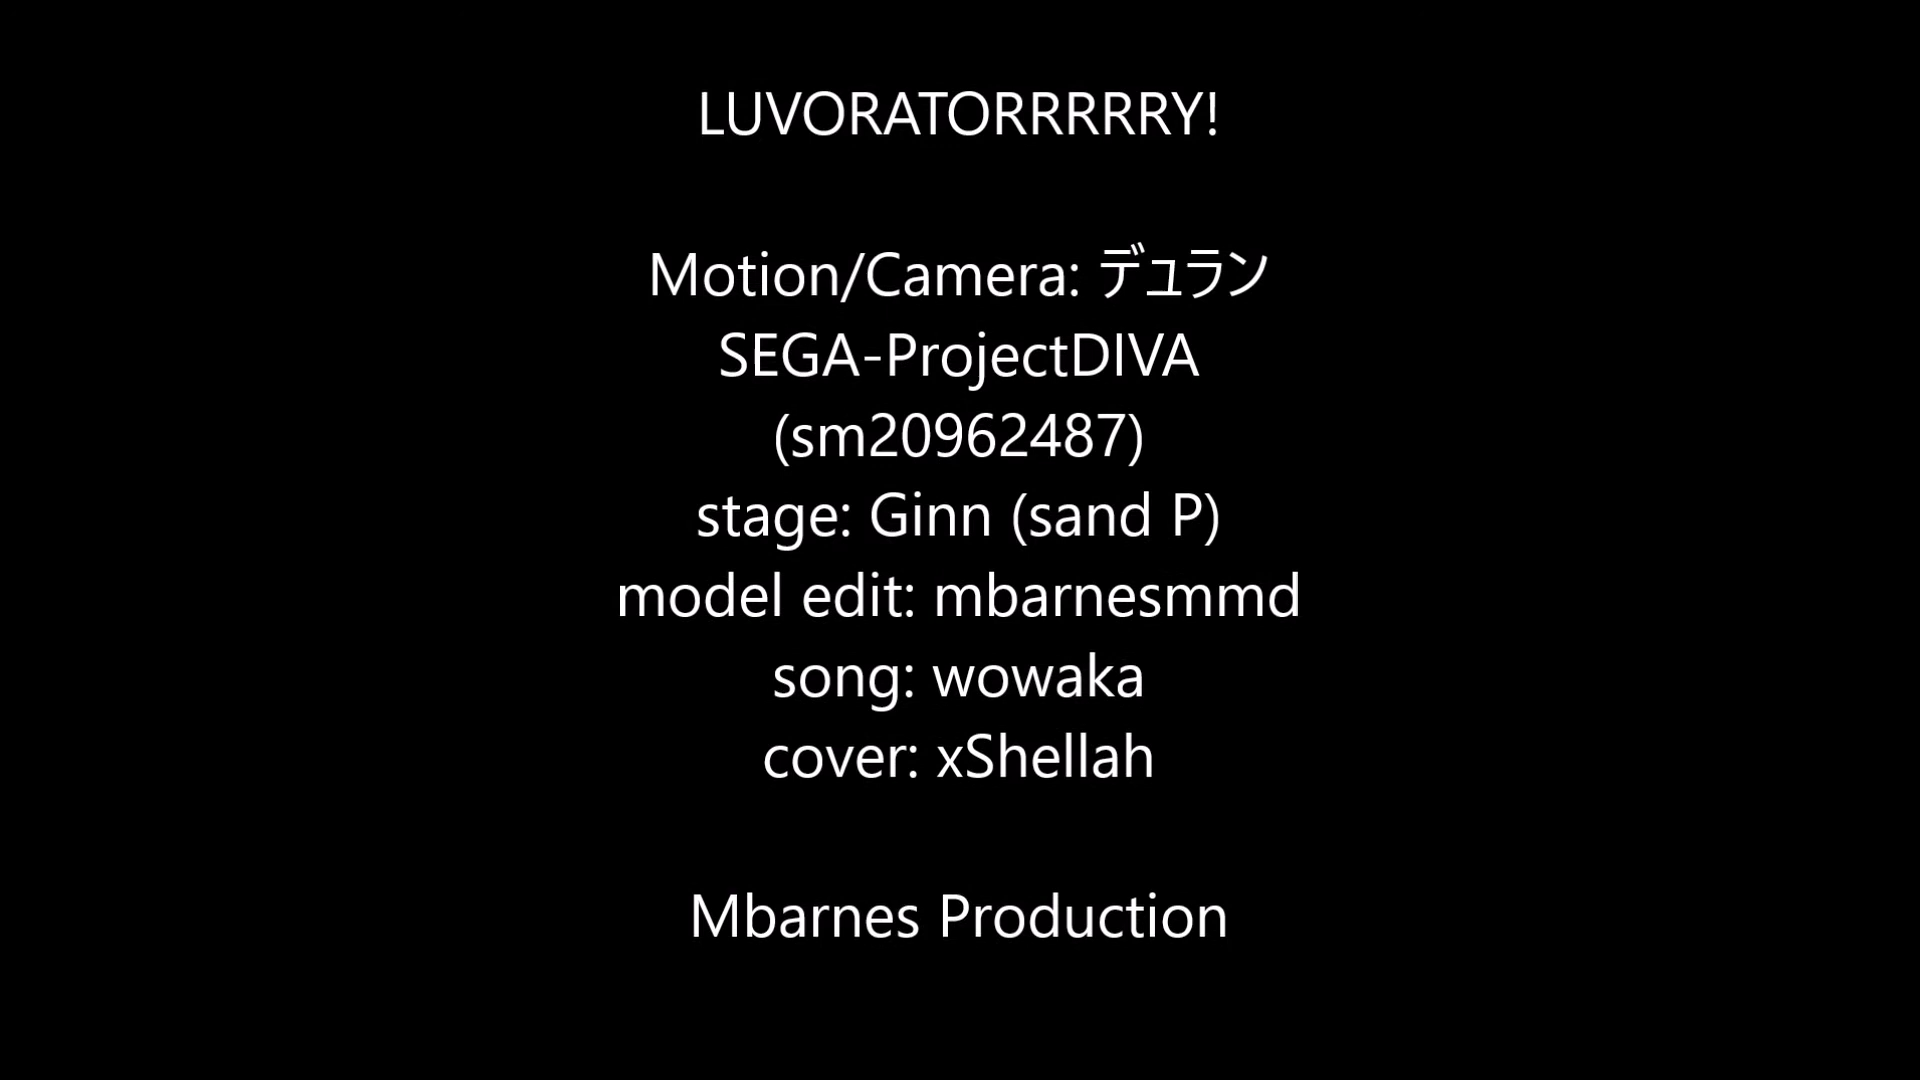 LUVORATORRRRRY!
Motion/Camera: デュラン
SEGA-ProjectDIVA
(sm20962487)
stage: Ginn (sand P)
model edit: mbarnesmmd
song: wowaka
cover: xShellah
Mbarnes Production